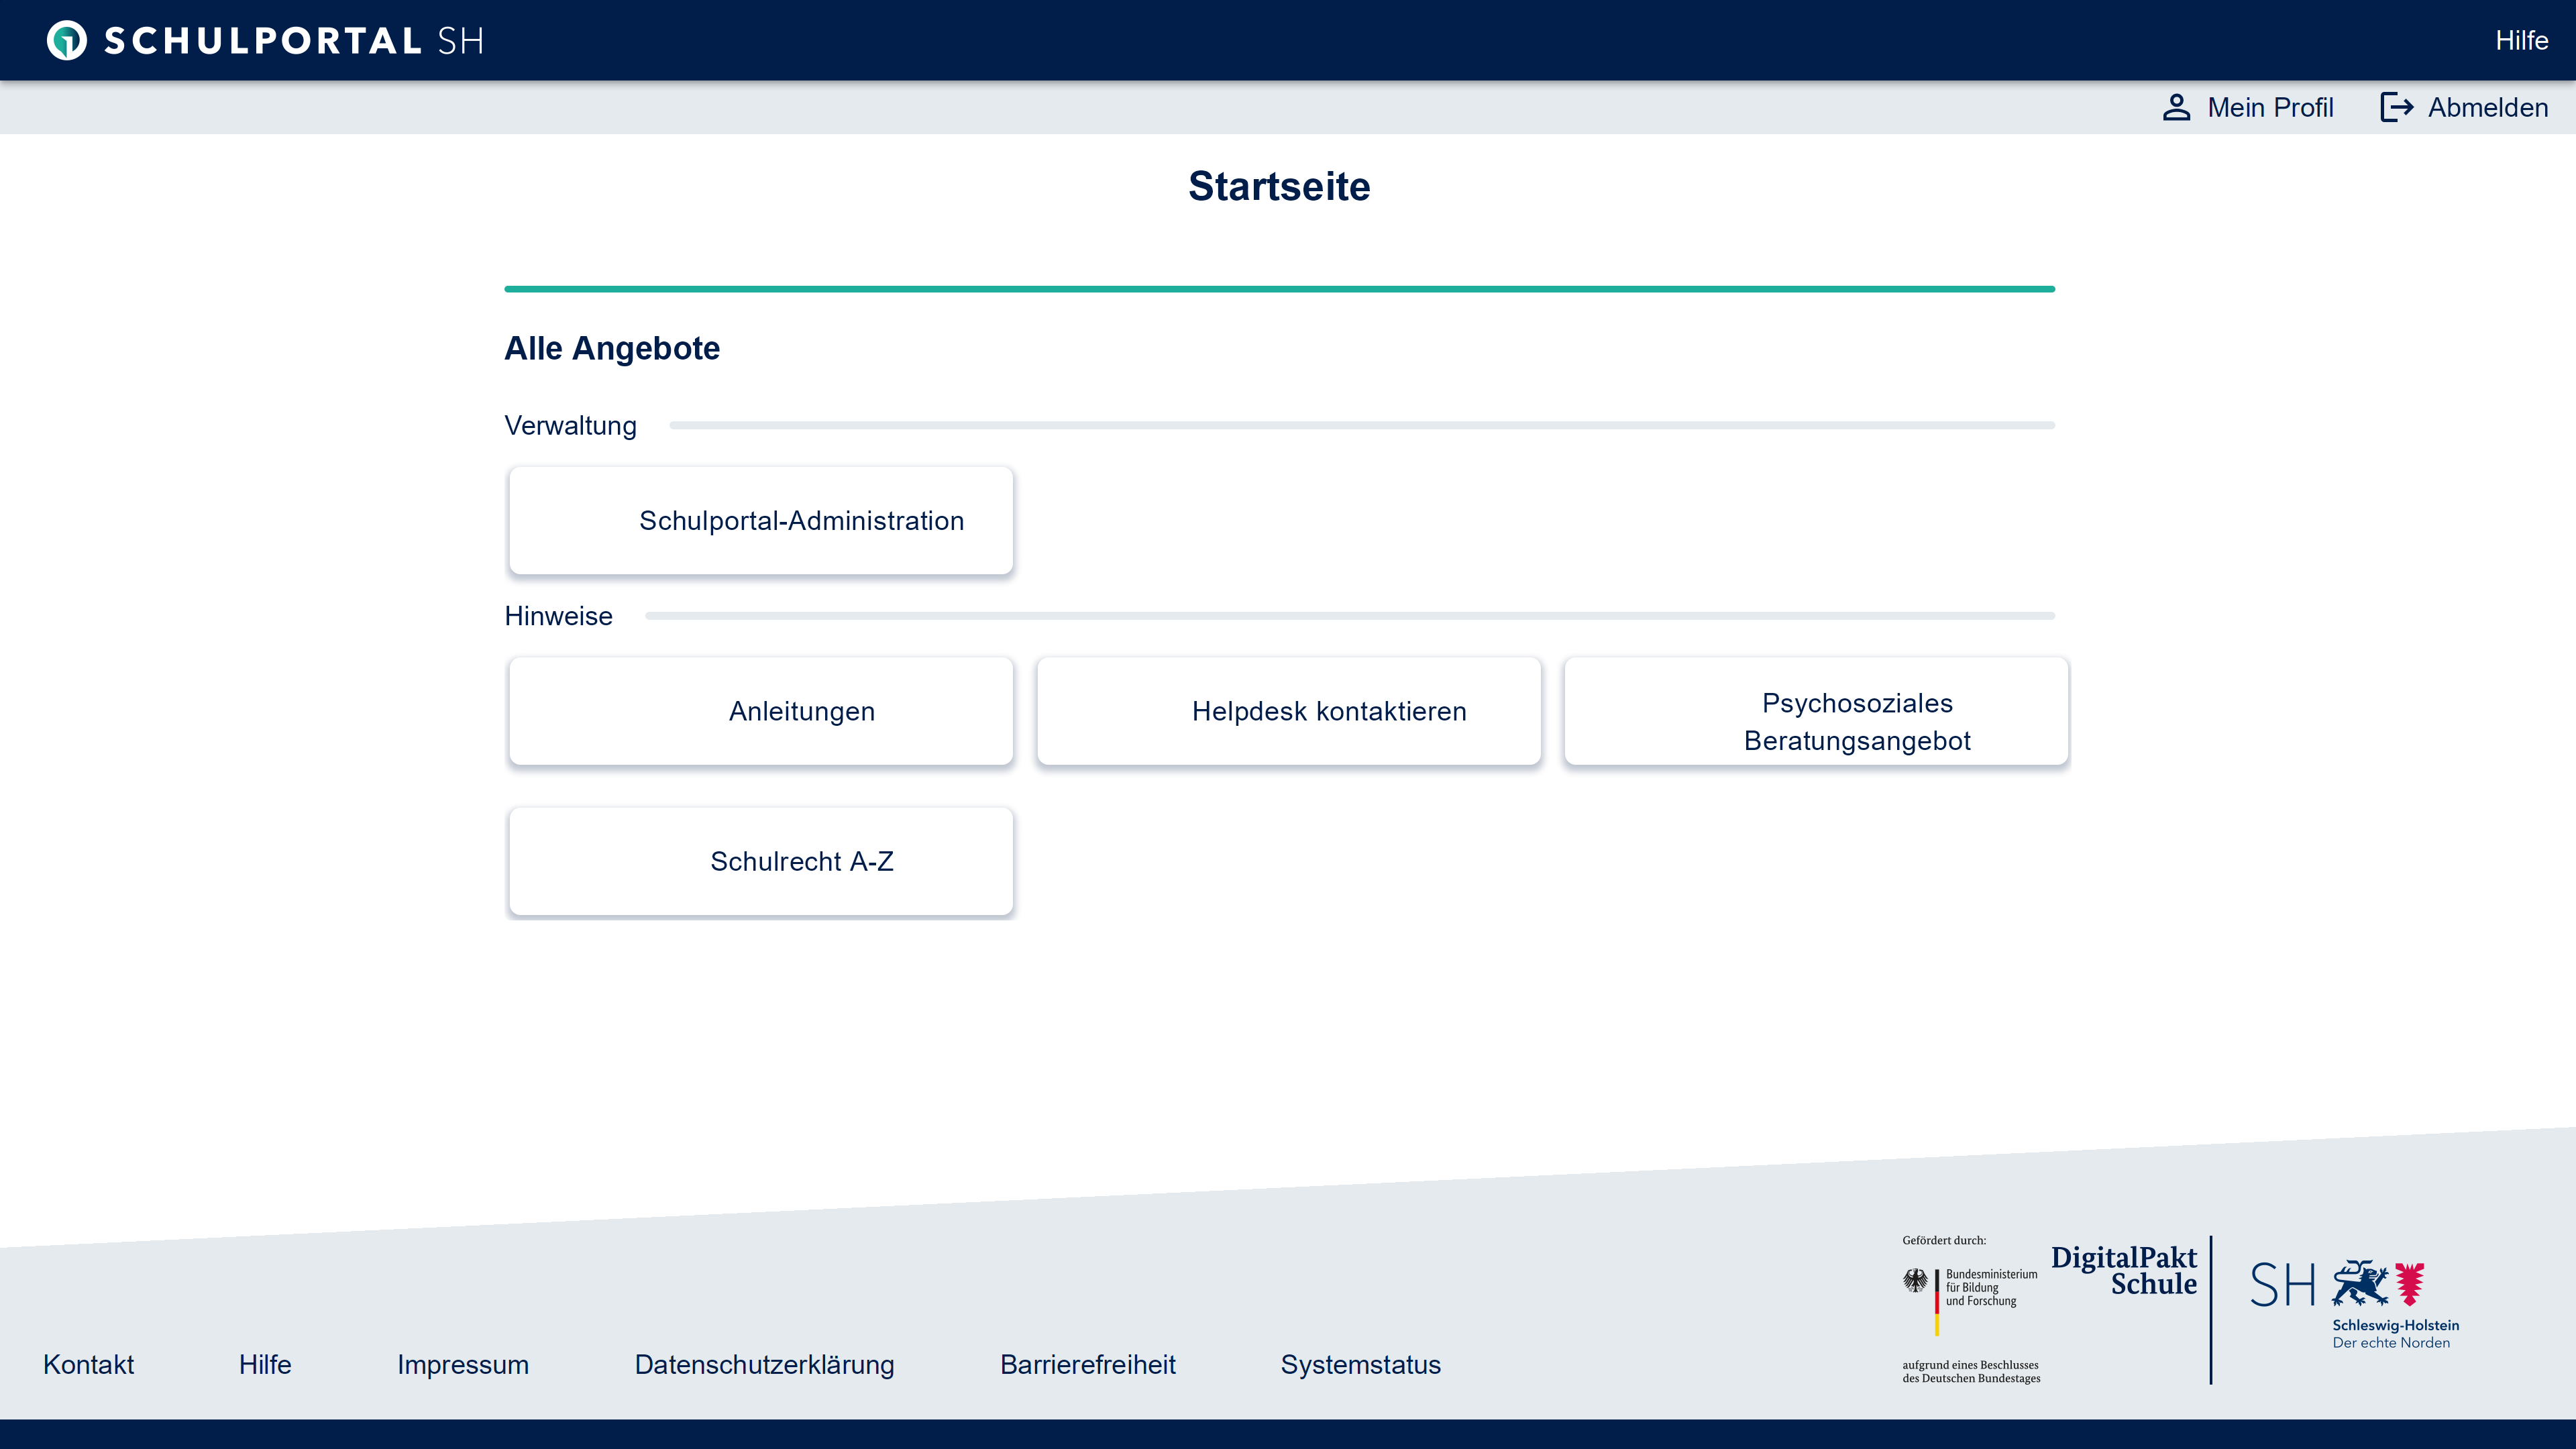 SCHULPORTAL SH
Hilfe
Mein Profil
Abmelden
Startseite
Alle Angebote
Verwaltung
Schulportal-Administration
Hinweise
Anleitungen
Helpdesk kontaktieren
Psychosoziales
Beratungsangebot
Schulrecht A-Z
Gefördert durch:
Bundesministerium
für Bildung
und Forschung
aufgrund eines Beschlusses
des Deutschen Bundestages
DigitalPakt
Schule
SH
Schleswig-Holstein
Der echte Norden
Kontakt
Hilfe
Impressum
Datenschutzerklärung
Barrierefreiheit
Systemstatus